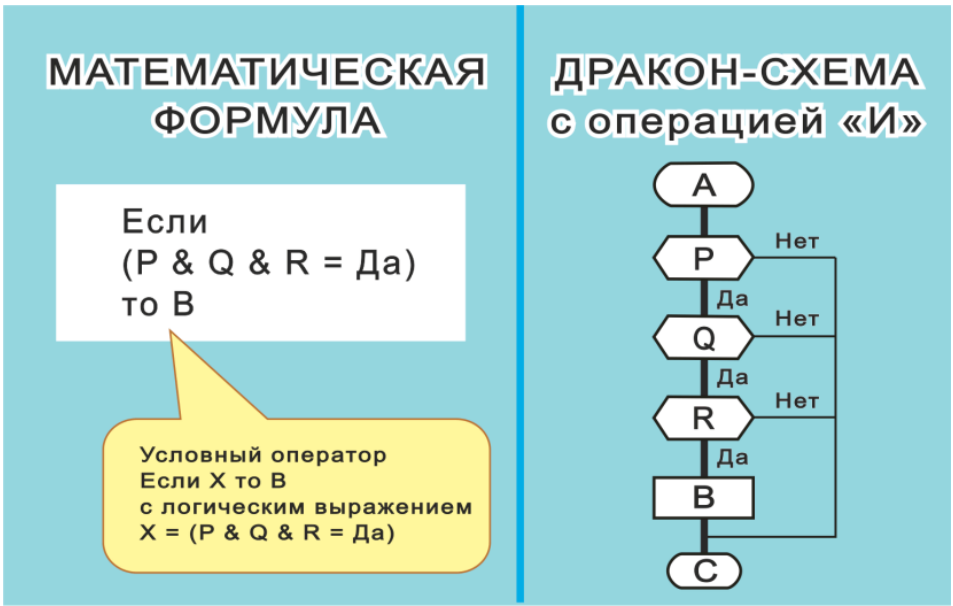 МАТЕМАТИЧЕСКАЯ
ФОРМУЛА
Если
(P & Q & R = Да)
то B
Условный оператор
Если X то B
с логическим выражением
X = (P & Q & R = Да)
ДРАКОН-СХЕМА
с операцией «И»
A
P
Нет
Да
Q
Нет
Да
R
Нет
Да
B
C